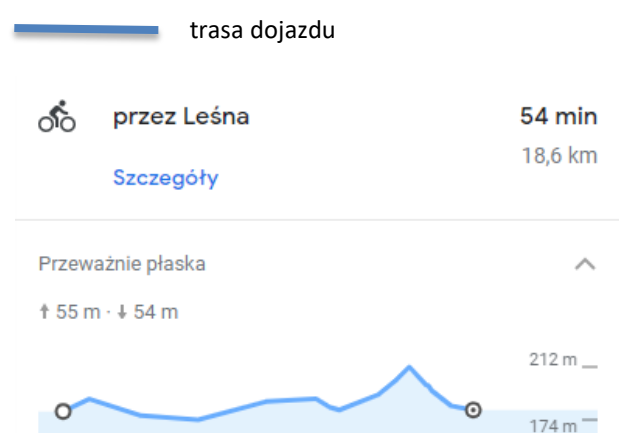 trasa dojazdu
przez Leśna
54 min
18,6 km
Szczegóły
Przeważnie płaska
↑ 55 m · ↓ 54 m
212 m
174 m